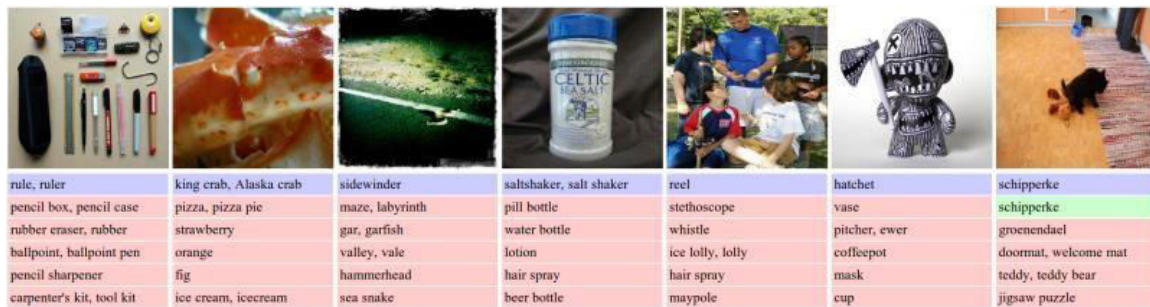 CELTIC
SEA SALT
rule, ruler
king crab, Alaska crab
sidewinder
saltshaker, salt shaker
reel
hatchet
schipperke
pencil box, pencil case
pizza, pizza pie
maze, labyrinth
pill bottle
stethoscope
vase
schipperke
rubber eraser, rubber
strawberry
gar, garfish
water bottle
whistle
pitcher, ewer
groenendael
ballpoint, ballpoint pen
orange
valley, vale
lotion
ice lolly, lolly
coffeepot
doormat, welcome mat
pencil sharpener
fig
hammerhead
hair spray
hair spray
mask
teddy, teddy bear
carpenter's kit, tool kit
ice cream, icecream
sea snake
beer bottle
maypole
cup
jigsaw puzzle